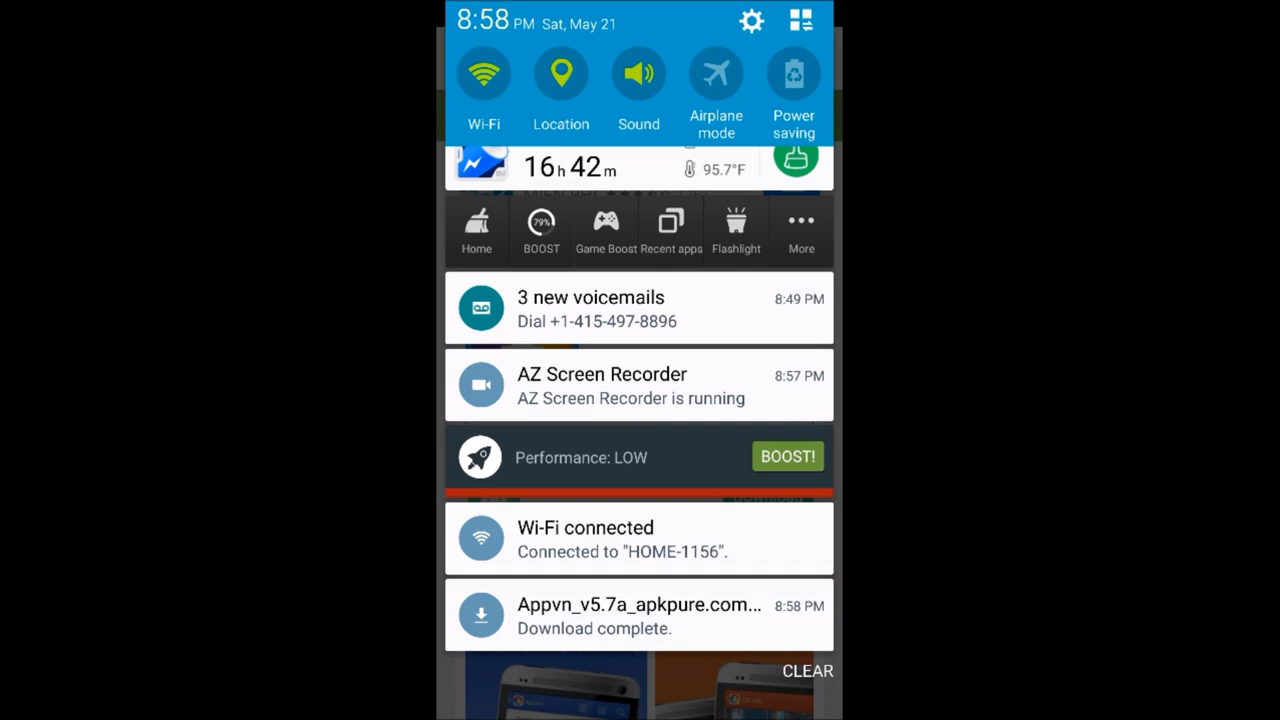 8:58 PM Sat, May 21
Wi-Fi
Location
Sound
Airplane mode
Power saving
16h 42m
95.7°F
79%
Home
BOOST
Game Boost
Recent apps
Flashlight
More
3 new voicemails
8:49 PM
Dial +1-415-497-8896
AZ Screen Recorder
8:57 PM
AZ Screen Recorder is running
Performance: LOW
BOOST!
Wi-Fi connected
Connected to "HOME-1156".
Appvn_v5.7a_apkpure.com...
8:58 PM
Download complete.
CLEAR
Appvn